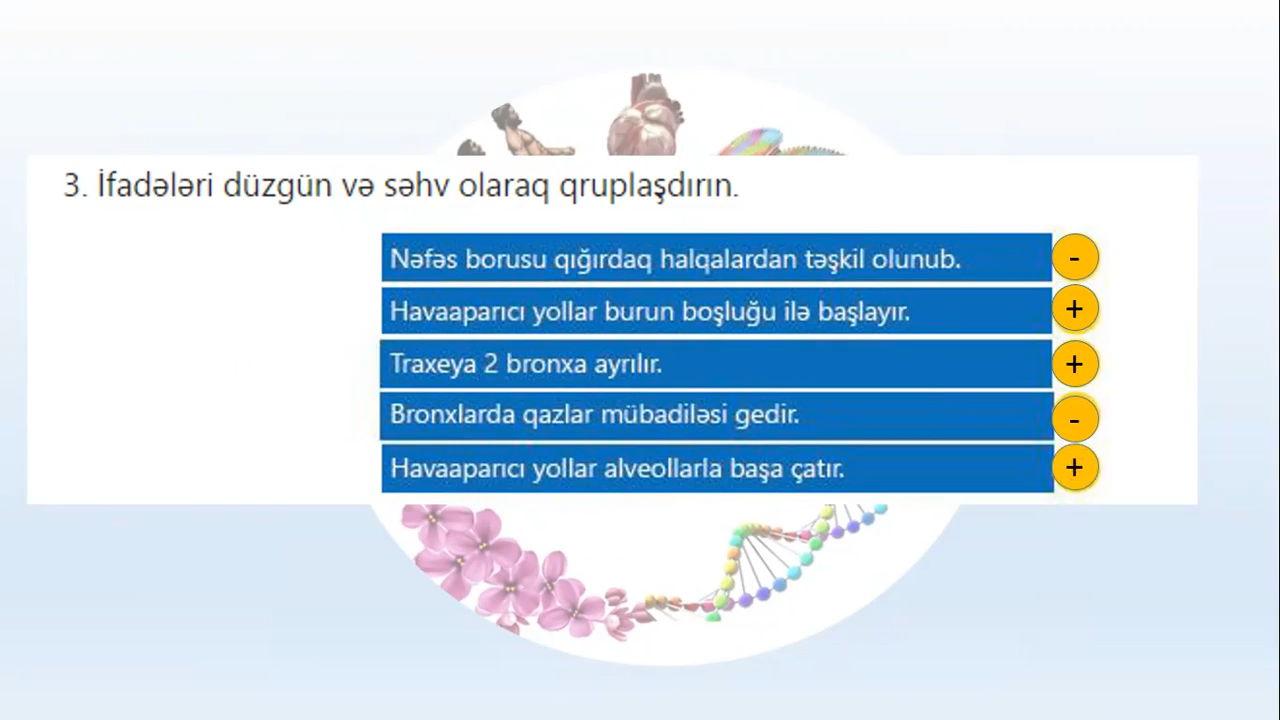 3. İfadələri düzgün və səhv olaraq qruplaşdırın.
Nəfəs borusu qığırdaq halqalardan təşkil olunub. -
Havaaparıcı yollar burun boşluğu ilə başlayır. +
Traxeya 2 bronxa ayrılır. +
Bronxlarda qazlar mübadiləsi gedir. -
Havaaparıcı yollar alveollarla başa çatır. +